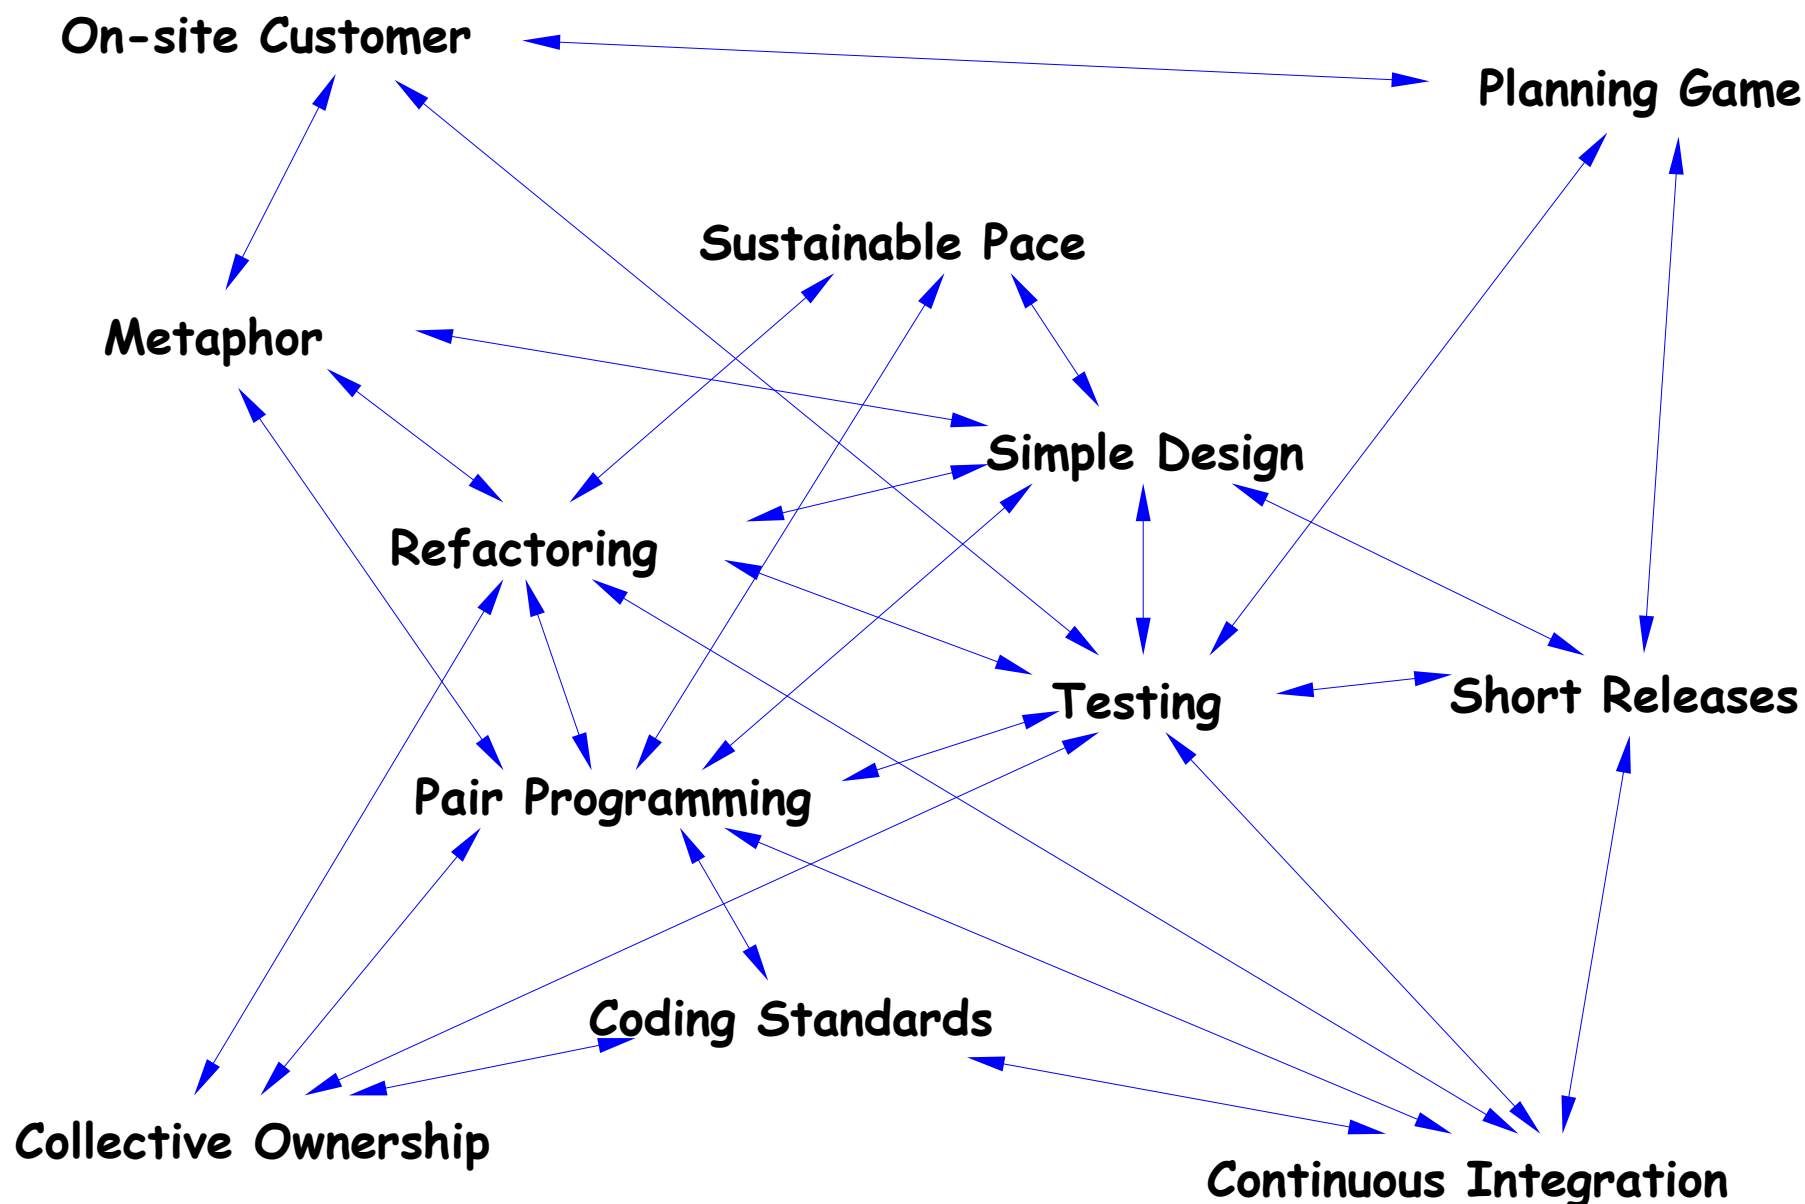 On-site Customer
Planning Game
Sustainable Pace
Metaphor
Simple Design
Refactoring
Testing
Short Releases
Pair Programming
Coding Standards
Collective Ownership
Continuous Integration